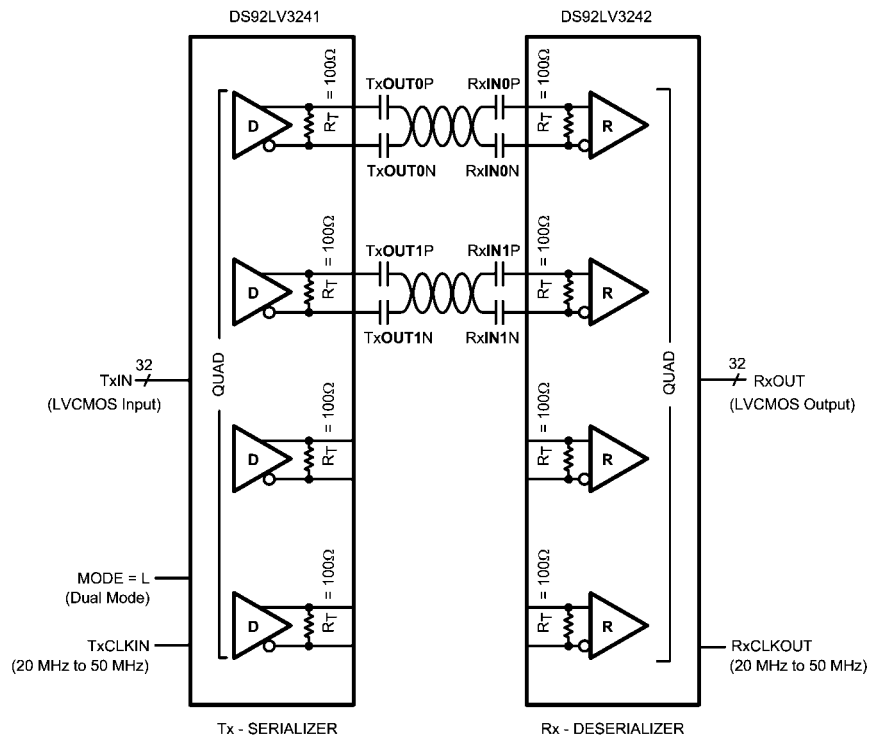 DS92LV3241
DS92LV3242
D
RT = 100Ω
TxOUT0P
TxOUT0N
RxIN0P
RxIN0N
RT = 100Ω
R
D
RT = 100Ω
TxOUT1P
TxOUT1N
RxIN1P
RxIN1N
RT = 100Ω
R
QUAD
QUAD
TxIN
32
(LVCMOS Input)
32
RxOUT
(LVCMOS Output)
D
RT = 100Ω
RT = 100Ω
R
MODE = L
(Dual Mode)
D
RT = 100Ω
RT = 100Ω
R
TxCLKIN
(20 MHz to 50 MHz)
RxCLKOUT
(20 MHz to 50 MHz)
Tx - SERIALIZER
Rx - DESERIALIZER